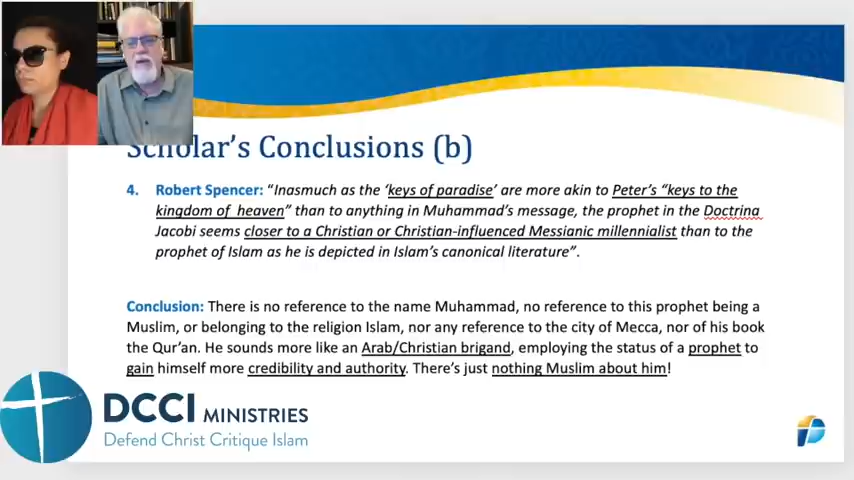 Scholar's Conclusions (b)
4. Robert Spencer: "Inasmuch as the 'keys of paradise' are more akin to Peter's "keys to the
kingdom of heaven" than to anything in Muhammad's message, the prophet in the Doctrina
Jacobi seems closer to a Christian or Christian-influenced Messianic millennialist than to the
prophet of Islam as he is depicted in Islam's canonical literature".
Conclusion: There is no reference to the name Muhammad, no reference to this prophet being a
Muslim, or belonging to the religion Islam, nor any reference to the city of Mecca, nor of his book
the Qur'an. He sounds more like an Arab/Christian brigand, employing the status of a prophet to
gain himself more credibility and authority. There's just nothing Muslim about him!
DCCI MINISTRIES
Defend Christ Critique Islam